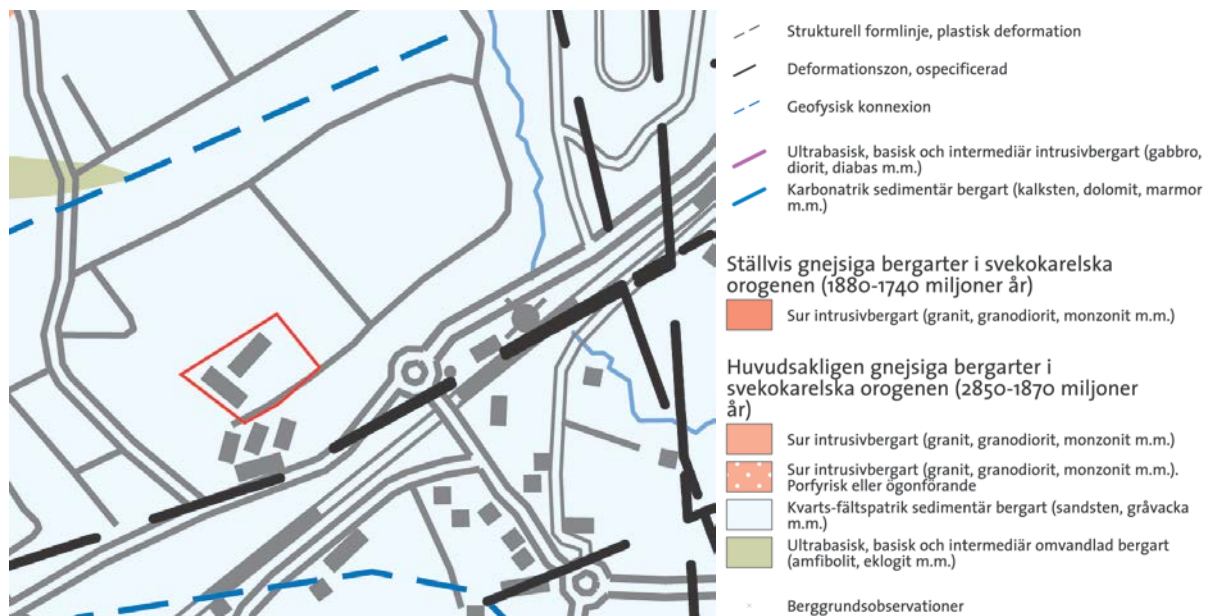 Strukturell formlinje, plastisk deformation
Deformationszon, ospecificerad
Geofysisk konnexion
Ultrabasisk, basisk och intermediär intrusivbergart (gabbro,
diorit, diabas m.m.)
Karbonatrik sedimentär bergart (kalksten, dolomit, marmor
m.m.)
Ställvis gnejsiga bergarter i svekokarelska
orogenen (1880-1740 miljoner år)
Sur intrusivbergart (granit, granodiorit, monzonit m.m.)
Huvudsakligen gnejsiga bergarter i
svekokarelska orogenen (2850-1870 miljoner
år)
Sur intrusivbergart (granit, granodiorit, monzonit m.m.)
Sur intrusivbergart (granit, granodiorit, monzonit m.m.).
Porfyrisk eller ögonförande
Kvarts-fältspatrik sedimentär bergart (sandsten, gråvacka
m.m.)
Ultrabasisk, basisk och intermediär omvandlad bergart
(amfibolit, eklogit m.m.)
Berggrundsobservationer